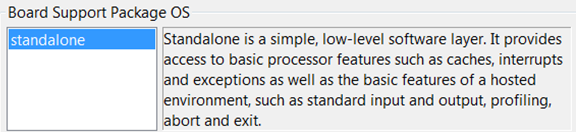 Board Support Package OS
standalone
Standalone is a simple, low-level software layer. It provides
access to basic processor features such as caches, interrupts
and exceptions as well as the basic features of a hosted
environment, such as standard input and output, profiling,
abort and exit.